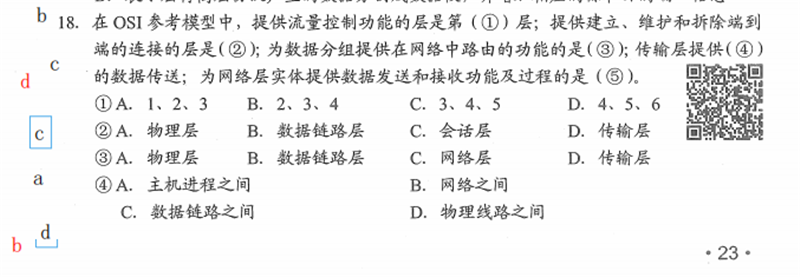 b
18. 在 OSI 参考模型中，提供流量控制功能的层是第（①）层；提供建立、维护和拆除端到
端的连接的层是（②）；为数据分组提供在网络中路由的功能的是（③）；传输层提供（④）
c
的数据传送；为网络层实体提供数据发送和接收功能及过程的是（⑤）。
d
① A. 1、2、3 B. 2、3、4 C. 3、4、5 D. 4、5、6
② A. 物理层 B. 数据链路层 C. 会话层 D. 传输层
c
③ A. 物理层 B. 数据链路层 C. 网络层 D. 传输层
a
④ A. 主机进程之间 B. 网络之间
C. 数据链路之间 D. 物理线路之间
d
b
· 23 ·